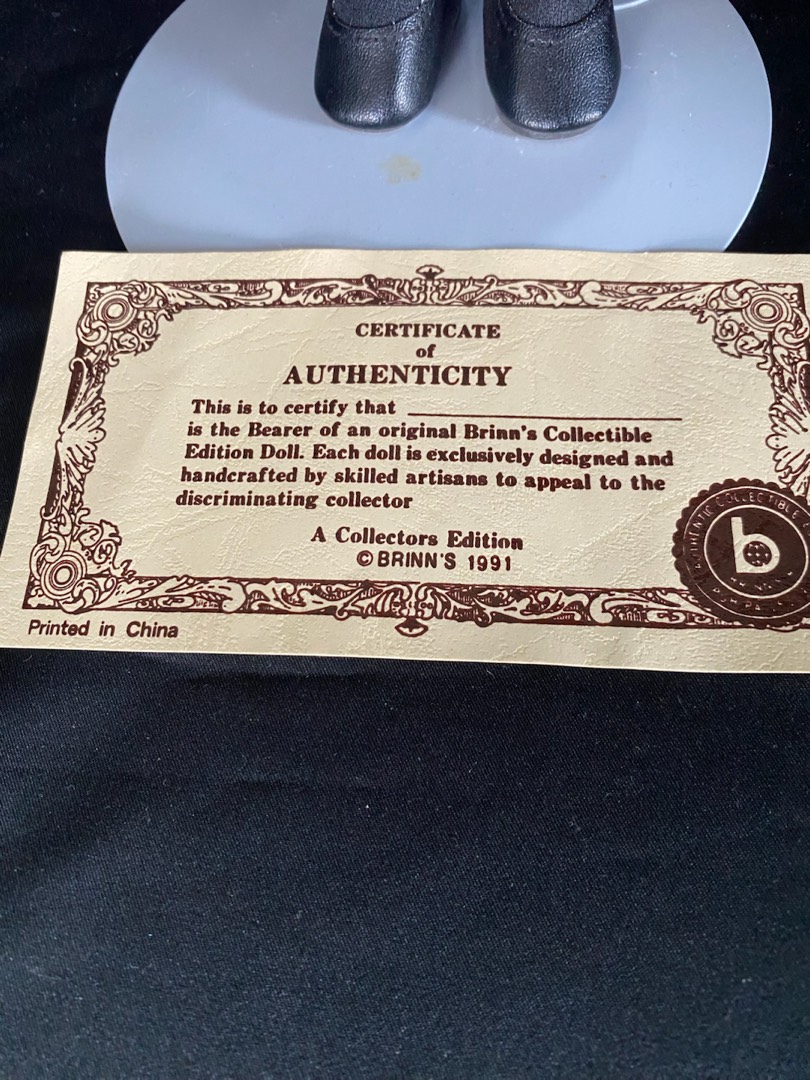 CERTIFICATE
of
AUTHENTICITY
This is to certify that
is the Bearer of an original Brinn's Collectible
Edition Doll. Each doll is exclusively designed and
handcrafted by skilled artisans to appeal to the
discriminating collector
A Collectors Edition
© BRINN'S 1991
AUTHENTIC COLLECTIBLE
b
Printed in China